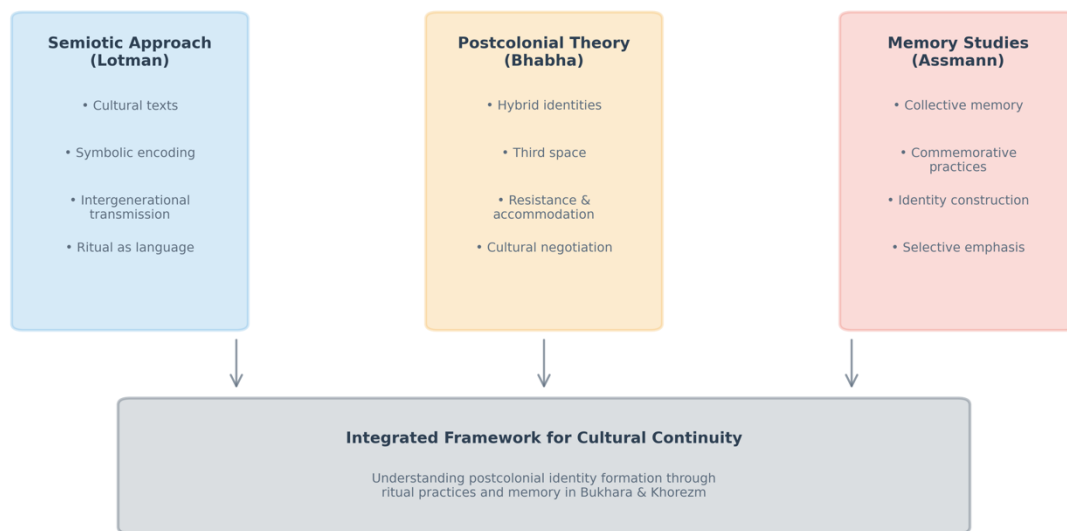 Semiotic Approach
(Lotman)
• Cultural texts
• Symbolic encoding
• Intergenerational
transmission
• Ritual as language
Postcolonial Theory
(Bhabha)
• Hybrid identities
• Third space
• Resistance &
accommodation
• Cultural negotiation
Memory Studies
(Assmann)
• Collective memory
• Commemorative
practices
• Identity construction
• Selective emphasis
Integrated Framework for Cultural Continuity
Understanding postcolonial identity formation through
ritual practices and memory in Bukhara & Khorezm